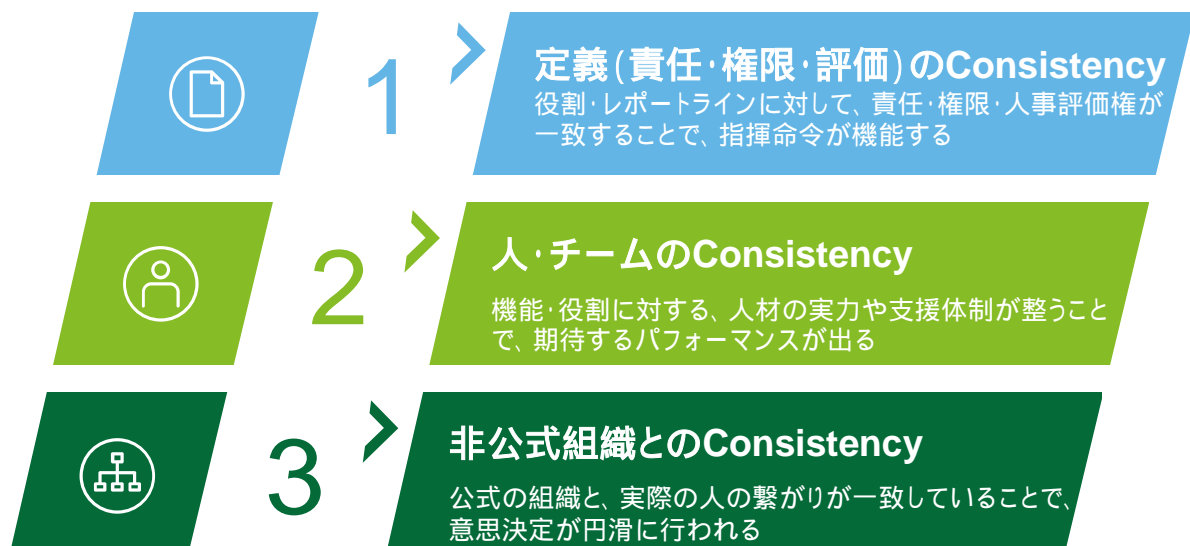 1
定義(責任・権限・評価)のConsistency
役割・レポートラインに対して、責任・権限・人事評価権が
一致することで、指揮命令が機能する
2
人・チームのConsistency
機能・役割に対する、人材の実力や支援体制が整うこと
で、期待するパフォーマンスが出る
3
非公式組織とのConsistency
公式の組織と、実際の人の繋がりが一致していることで、
意思決定が円滑に行われる